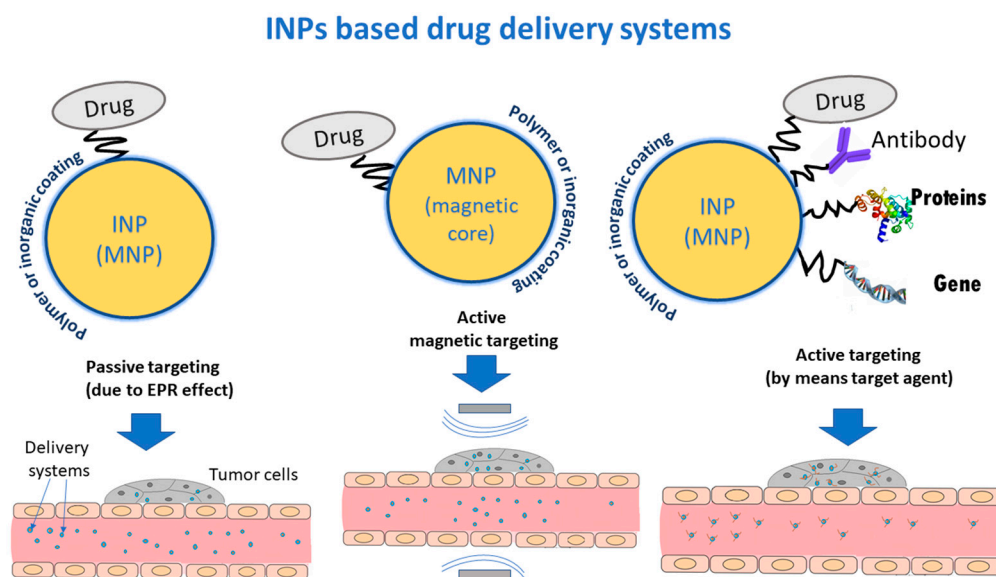 INPs based drug delivery systems
Drug
Polymer or inorganic coating
INP
(MNP)
Passive targeting
(due to EPR effect)
Delivery
systems
Tumor cells
Drug
Polymer or inorganic coating
MNP
(magnetic
core)
Active
magnetic targeting
Drug
Antibody
Proteins
Gene
Polymer or inorganic coating
INP
(MNP)
Active targeting
(by means target agent)